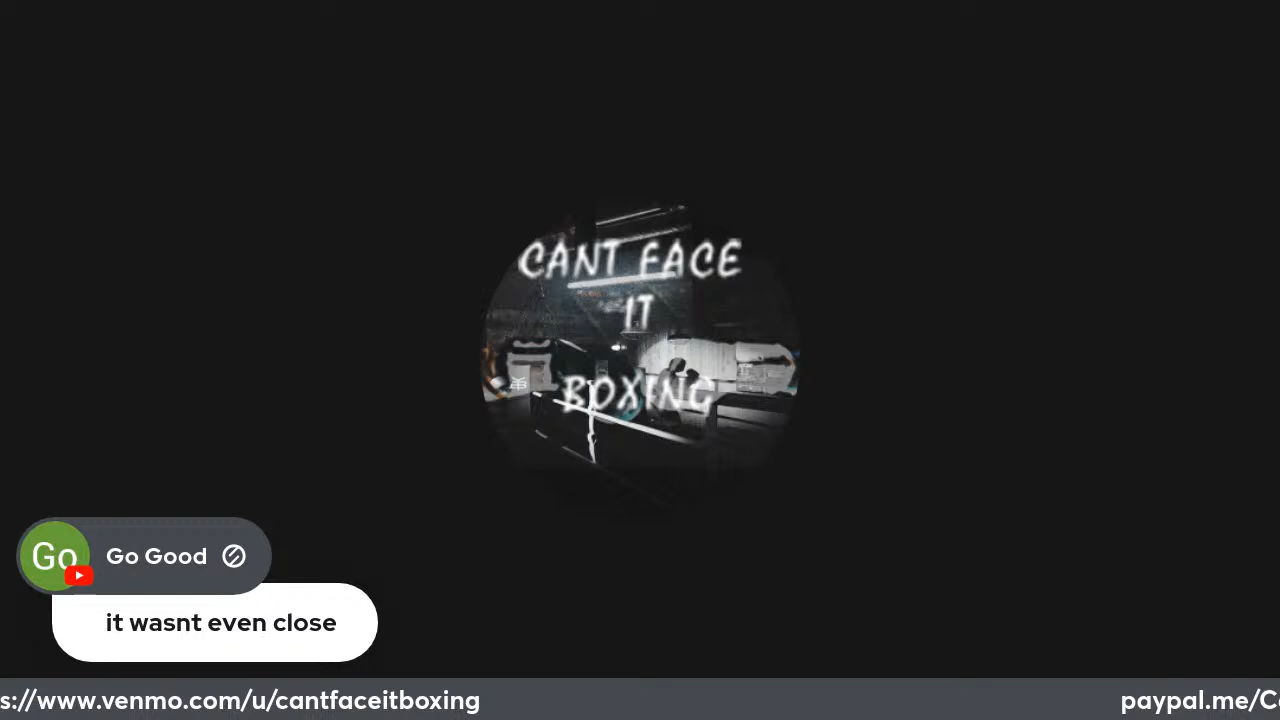 CANT FACE
IT
BOXING
Go
Go Good
it wasnt even close
s://www.venmo.com/u/cantfaceitboxing
paypal.me/C